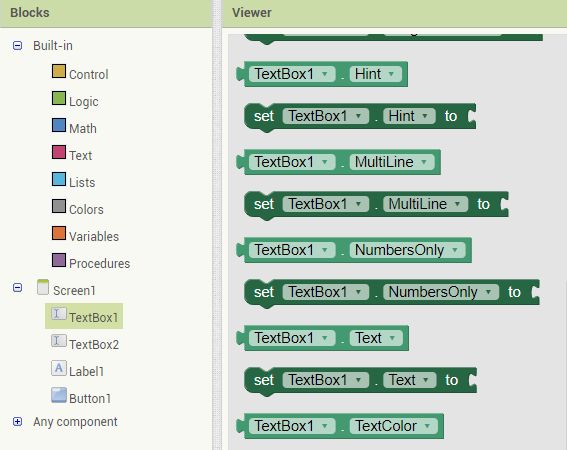 Blocks
Built-in
Control
Logic
Math
Text
Lists
Colors
Variables
Procedures
Screen1
TextBox1
TextBox2
Label1
Button1
Any component
Viewer
TextBox1 . Hint
set TextBox1 . Hint to
TextBox1 . MultiLine
set TextBox1 . MultiLine to
TextBox1 . NumbersOnly
set TextBox1 . NumbersOnly to
TextBox1 . Text
set TextBox1 . Text to
TextBox1 . TextColor